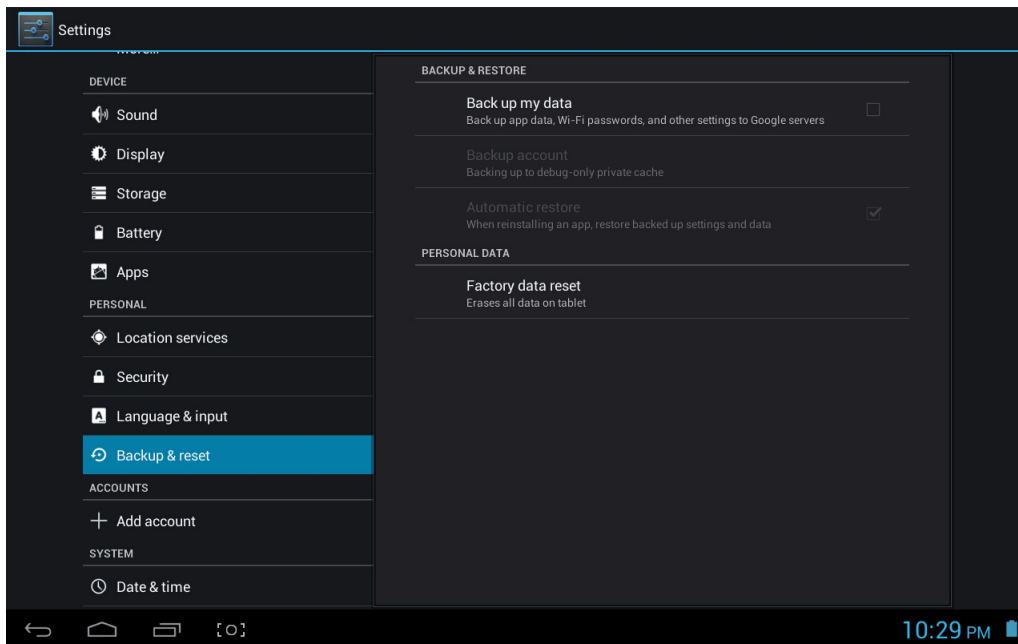 Settings
DEVICE
Sound
Display
Storage
Battery
Apps
PERSONAL
Location services
Security
Language & input
Backup & reset
ACCOUNTS
Add account
SYSTEM
Date & time
BACKUP & RESTORE
Back up my data
Back up app data, Wi-Fi passwords, and other settings to Google servers
Backup account
Backing up to debug-only private cache
Automatic restore
When reinstalling an app, restore backed up settings and data
PERSONAL DATA
Factory data reset
Erases all data on tablet
10:29 PM